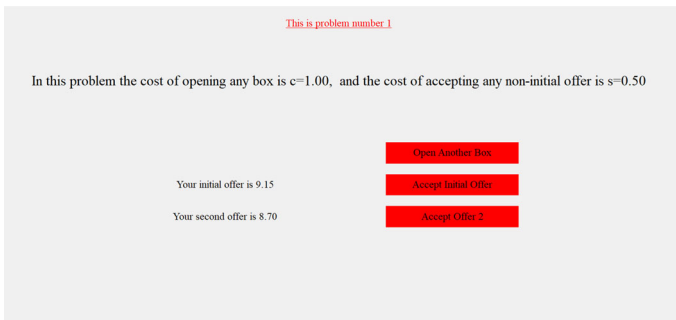 This is problem number 1
In this problem the cost of opening any box is c=1.00, and the cost of accepting any non-initial offer is s=0.50
Open Another Box
Your initial offer is 9.15 Accept Initial Offer
Your second offer is 8.70 Accept Offer 2